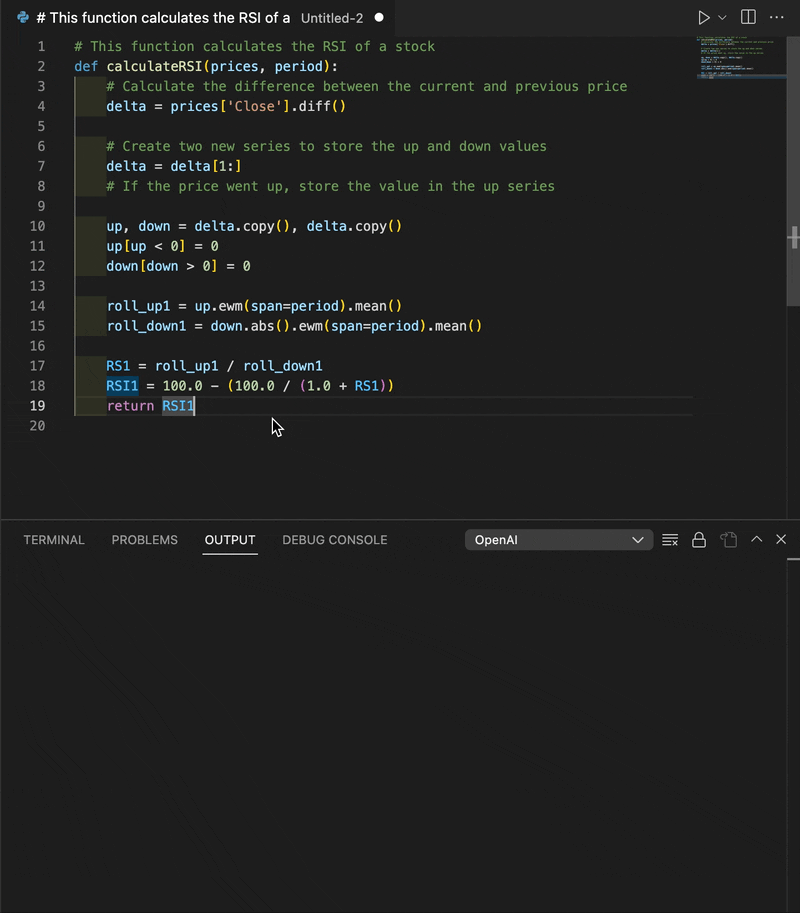 # This function calculates the RSI of a Untitled-2
1 # This function calculates the RSI of a stock
2 def calculateRSI(prices, period):
3 # Calculate the difference between the current and previous price
4 delta = prices['Close'].diff()
5
6 # Create two new series to store the up and down values
7 delta = delta[1:]
8 # If the price went up, store the value in the up series
9
10 up, down = delta.copy(), delta.copy()
11 up[up < 0] = 0
12 down[down > 0] = 0
13
14 roll_up1 = up.ewm(span=period).mean()
15 roll_down1 = down.abs().ewm(span=period).mean()
16
17 RS1 = roll_up1 / roll_down1
18 RSI1 = 100.0 - (100.0 / (1.0 + RS1))
19 return RSI1
20
TERMINAL PROBLEMS OUTPUT DEBUG CONSOLE OpenAI